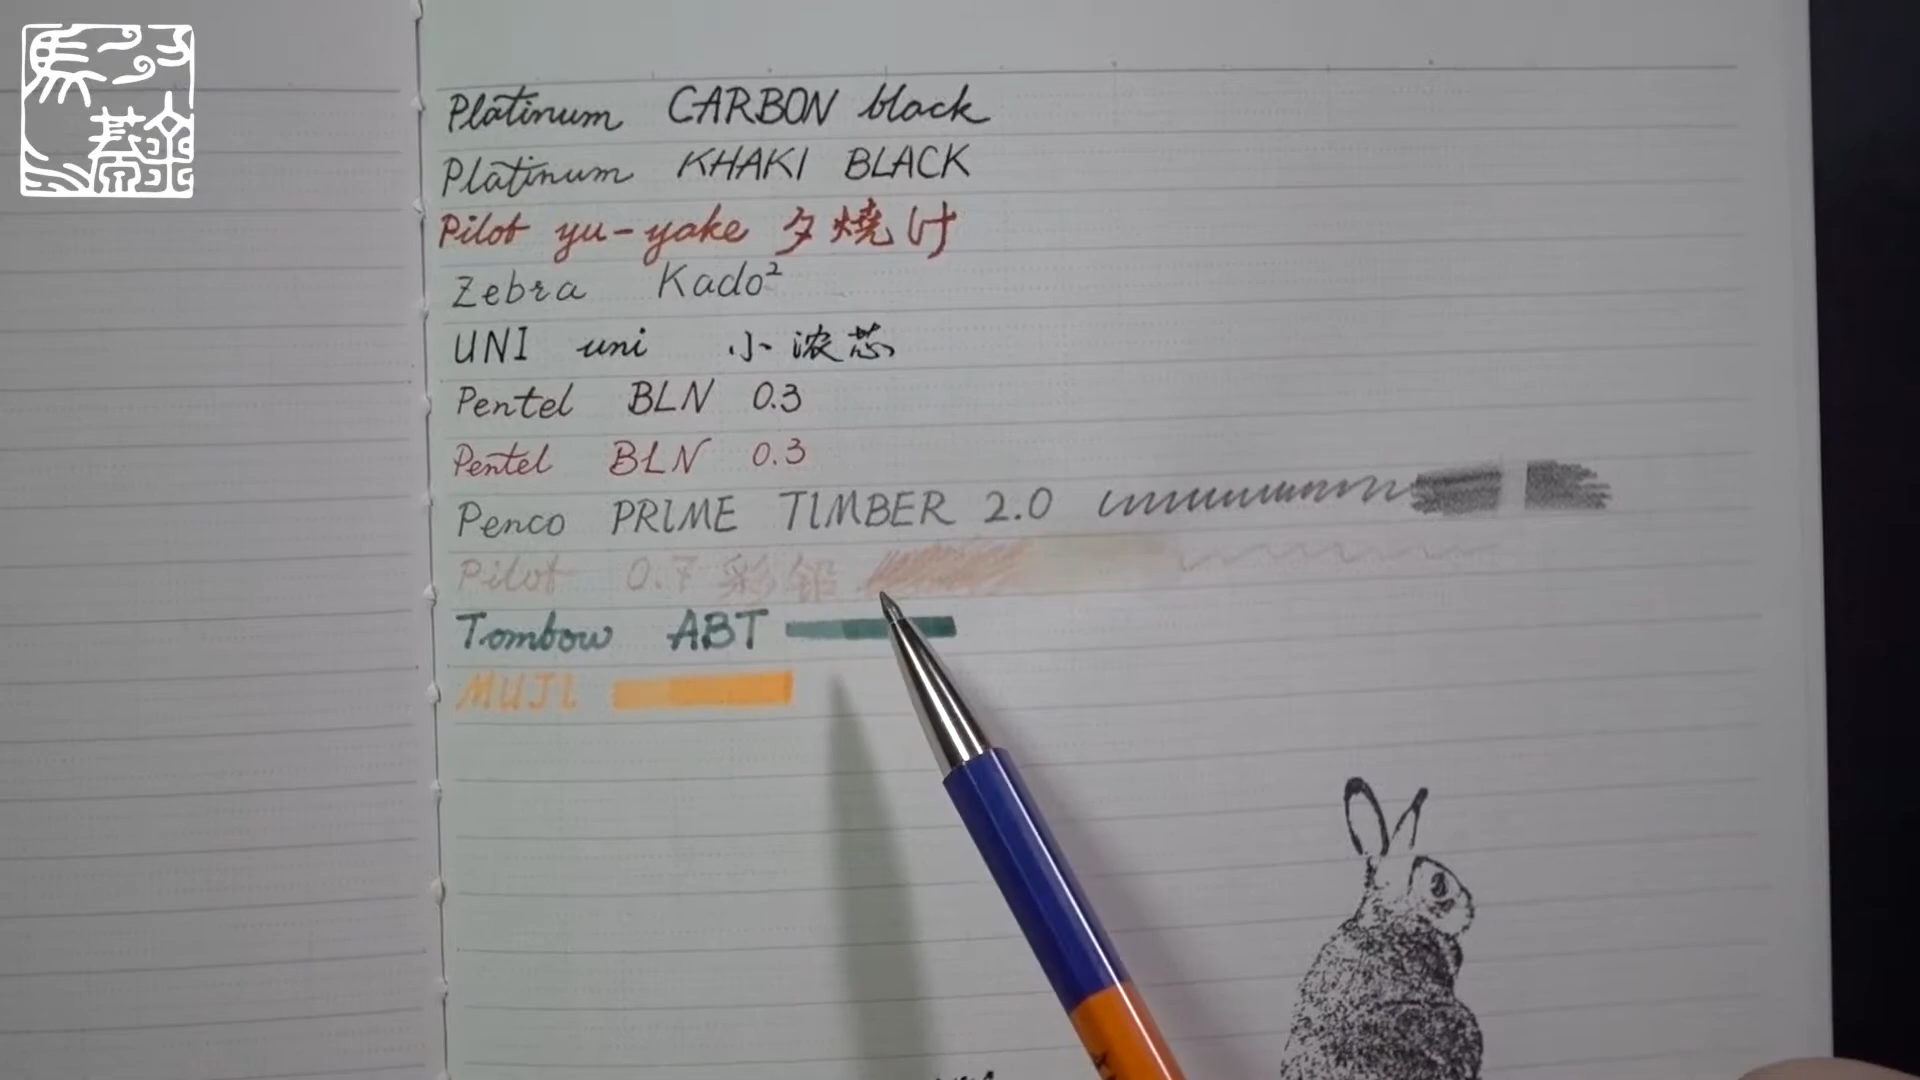 Platinum CARBON black
Platinum KHAKI BLACK
Pilot yu-yake 夕焼け
Zebra Kado²
UNI uni 小浓芯
Pentel BLN 0.3
Pentel BLN 0.3
Penco PRIME TIMBER 2.0
Pilot 0.7 彩铅
Tombow ABT
MUJI